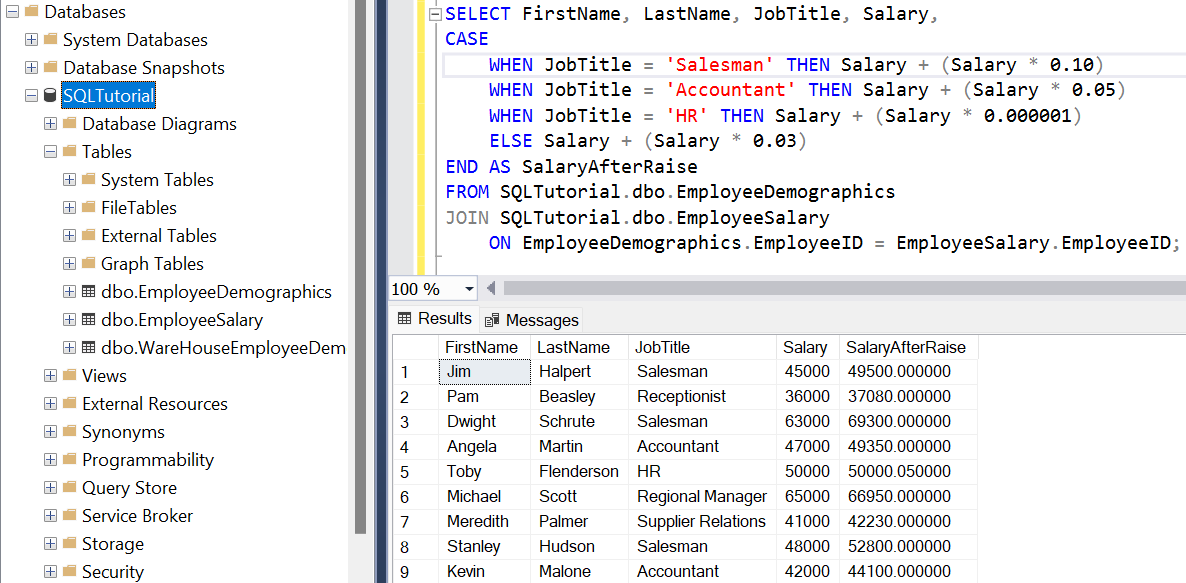 Databases
System Databases
Database Snapshots
SQLTutorial
Database Diagrams
Tables
System Tables
FileTables
External Tables
Graph Tables
dbo.EmployeeDemographics
dbo.EmployeeSalary
dbo.WareHouseEmployeeDem
Views
External Resources
Synonyms
Programmability
Query Store
Service Broker
Storage
Security
SELECT FirstName, LastName, JobTitle, Salary,
CASE
WHEN JobTitle = 'Salesman' THEN Salary + (Salary * 0.10)
WHEN JobTitle = 'Accountant' THEN Salary + (Salary * 0.05)
WHEN JobTitle = 'HR' THEN Salary + (Salary * 0.000001)
ELSE Salary + (Salary * 0.03)
END AS SalaryAfterRaise
FROM SQLTutorial.dbo.EmployeeDemographics
JOIN SQLTutorial.dbo.EmployeeSalary
ON EmployeeDemographics.EmployeeID = EmployeeSalary.EmployeeID;
100 %
Results Messages
FirstName LastName JobTitle Salary SalaryAfterRaise
1 Jim Halpert Salesman 45000 49500.000000
2 Pam Beasley Receptionist 36000 37080.000000
3 Dwight Schrute Salesman 63000 69300.000000
4 Angela Martin Accountant 47000 49350.000000
5 Toby Flenderson HR 50000 50000.050000
6 Michael Scott Regional Manager 65000 66950.000000
7 Meredith Palmer Supplier Relations 41000 42230.000000
8 Stanley Hudson Salesman 48000 52800.000000
9 Kevin Malone Accountant 42000 44100.000000